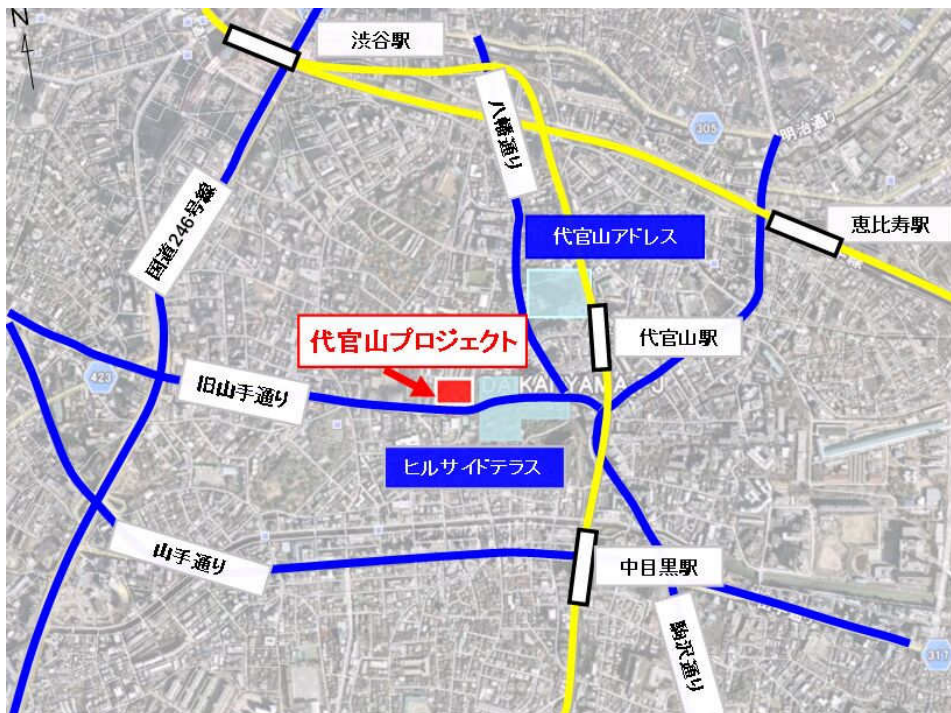 N
渋谷駅
八幡通り
305
明治通り
国道246号線
代官山アドレス
恵比寿駅
代官山プロジェクト
代官山駅
423
旧山手通り
ヒルサイドテラス
山手通り
中目黒駅
駒沢通り
317